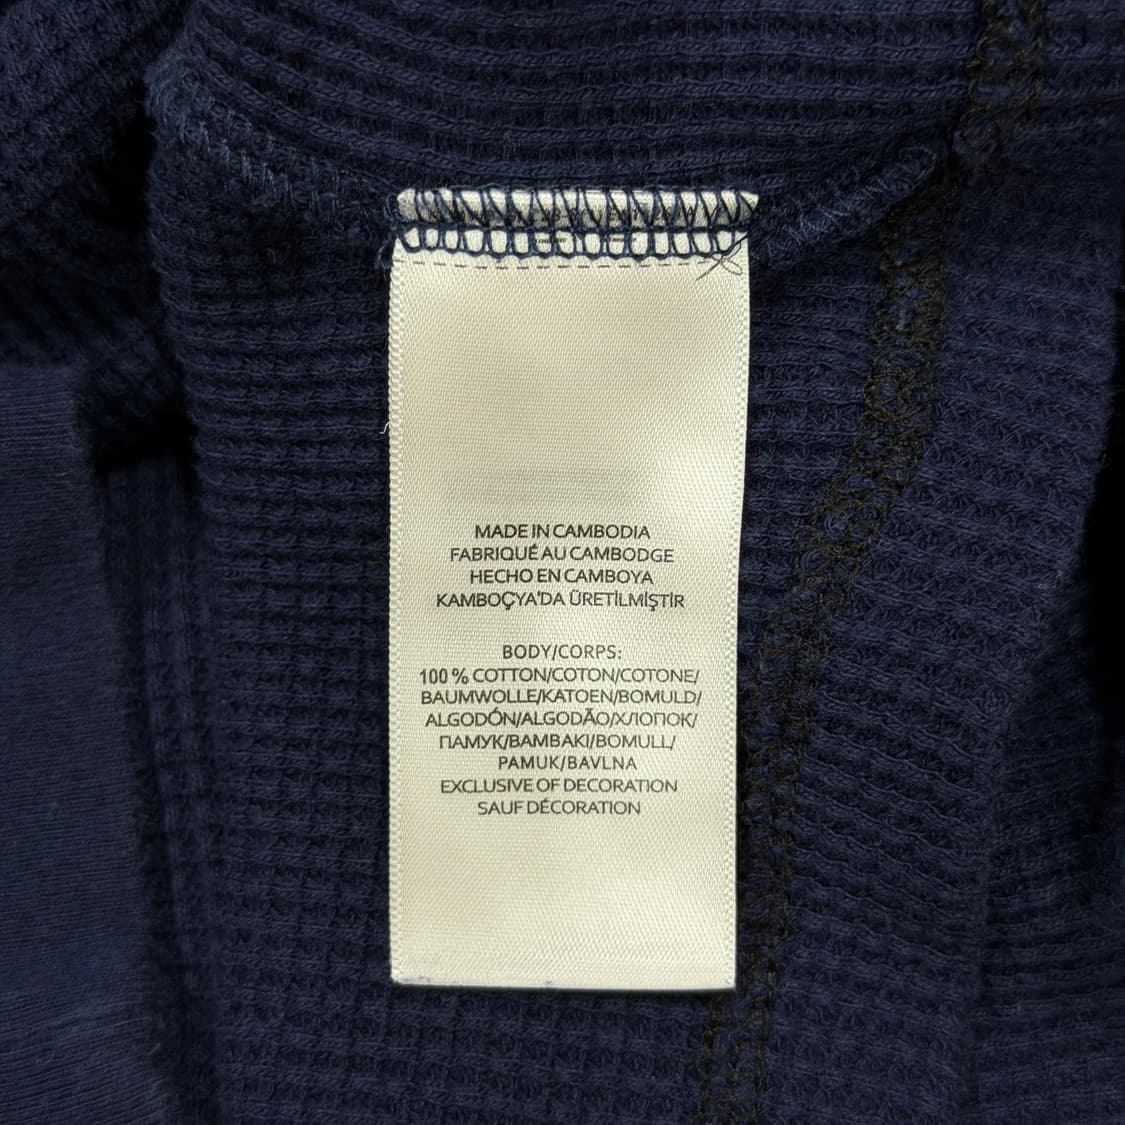 MADE IN CAMBODIA
FABRIQUÉ AU CAMBODGE
HECHO EN CAMBOYA
KAMBOÇYA'DA ÜRETİLMİŞTİR
BODY/CORPS:
100 % COTTON/COTON/COTONE/
BAUMWOLLE/KATOEN/BOMULD/
ALGODÓN/ALGODÃO/ХЛОПОК/
ПАМУК/BAMBAKI/BOMULL/
PAMUK/BAVLNA
EXCLUSIVE OF DECORATION
SAUF DÉCORATION